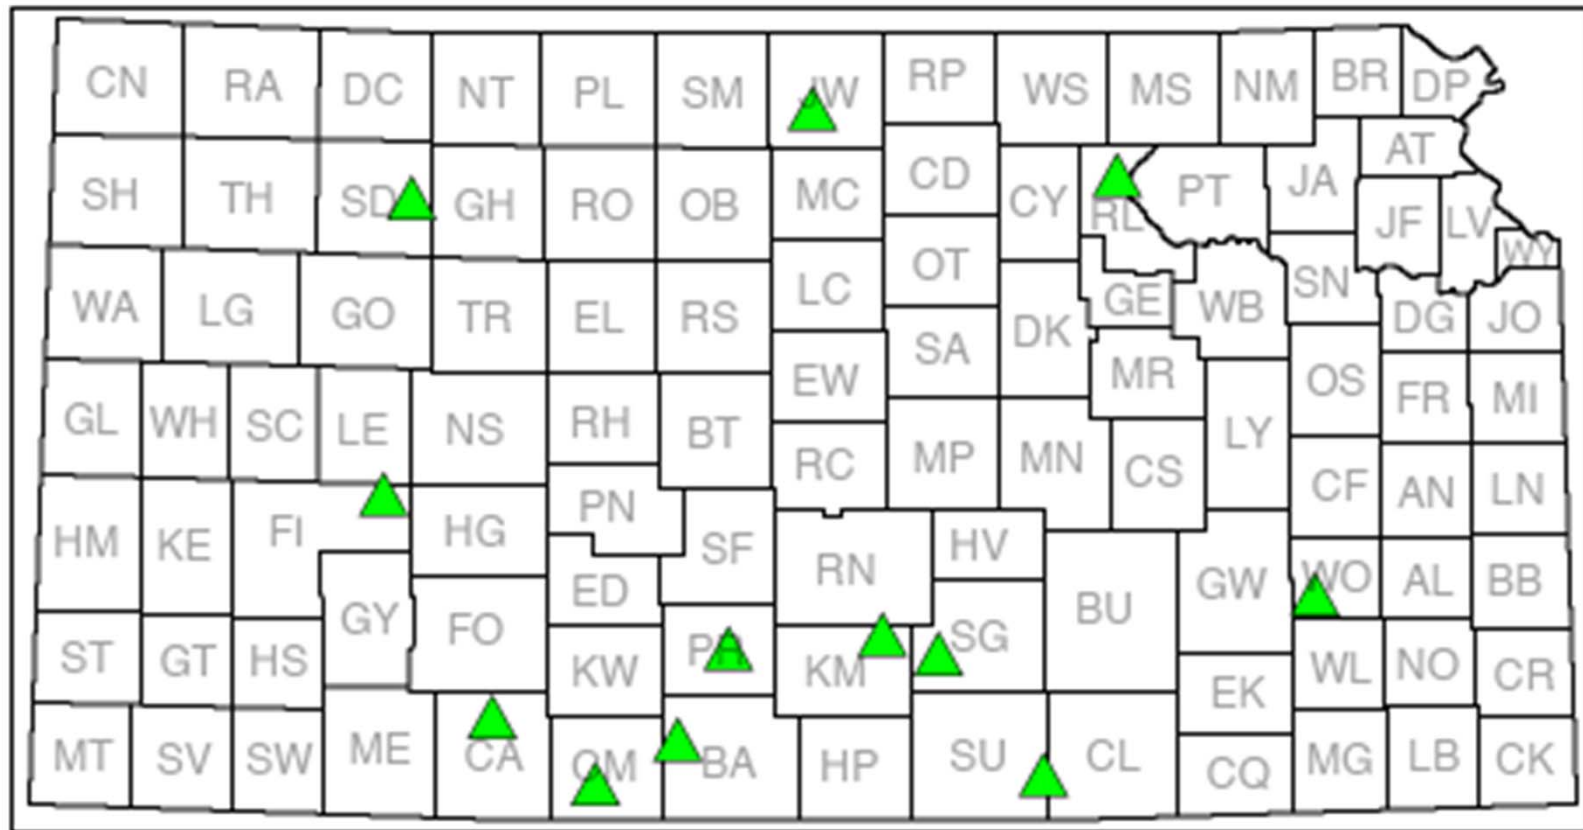 CN RA DC NT PL SM JW RP WS MS NM BR DP
SH TH SD GH RO OB MC CD CY RL PT JA AT
JF LV WY
WA LG GO TR EL RS LC OT DK GE WB SN DG JO
SA
GL WH SC LE NS RH BT EW MR OS FR MI
RC MP MN CS LY
HM KE FI HG PN SF CF AN LN
RN HV
ST GT HS GY FO ED BU GW WO AL BB
KW PR KM SG EK WL NO CR
MT SV SW ME CA CM BA HP SU CL CQ MG LB CK